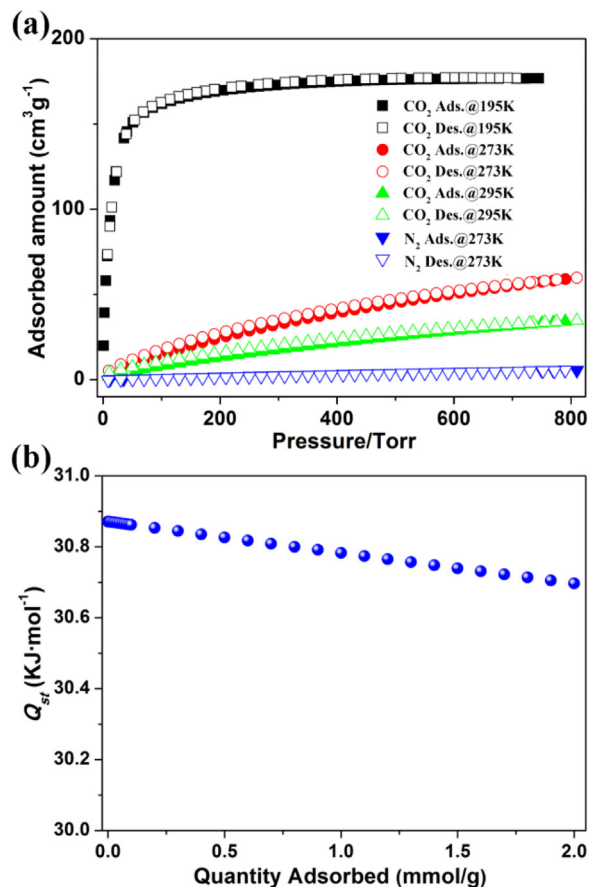 (a)
200
100
0
Adsorbed amount (cm³g⁻¹)
CO₂ Ads.@195K
CO₂ Des.@195K
CO₂ Ads.@273K
CO₂ Des.@273K
CO₂ Ads.@295K
CO₂ Des.@295K
N₂ Ads.@273K
N₂ Des.@273K
0 200 400 600 800
Pressure/Torr
(b)
31.0
30.8
30.6
30.4
30.2
30.0
Qst (KJ·mol⁻¹)
0.0 0.5 1.0 1.5 2.0
Quantity Adsorbed (mmol/g)